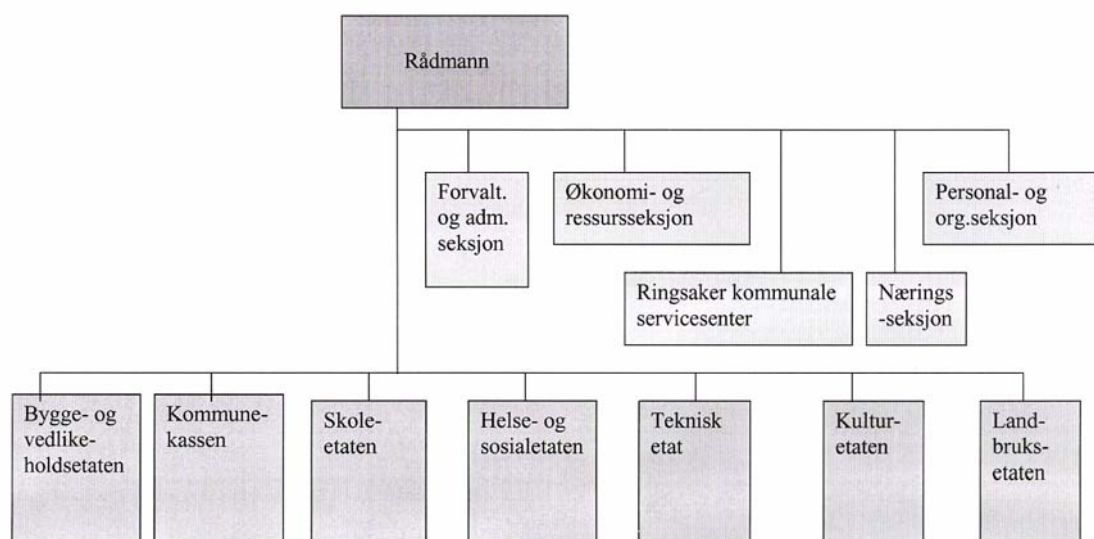 Rådmann
Forvalt.
og adm.
seksjon
Økonomi- og
ressursseksjon
Ringsaker kommunale
servicesenter
Nærings
-seksjon
Personal- og
org.seksjon
Bygge- og
vedlike-
holdsetaten
Kommune-
kassen
Skole-
etaten
Helse- og
sosialetaten
Teknisk
etat
Kultur-
etaten
Land-
bruks-
etaten